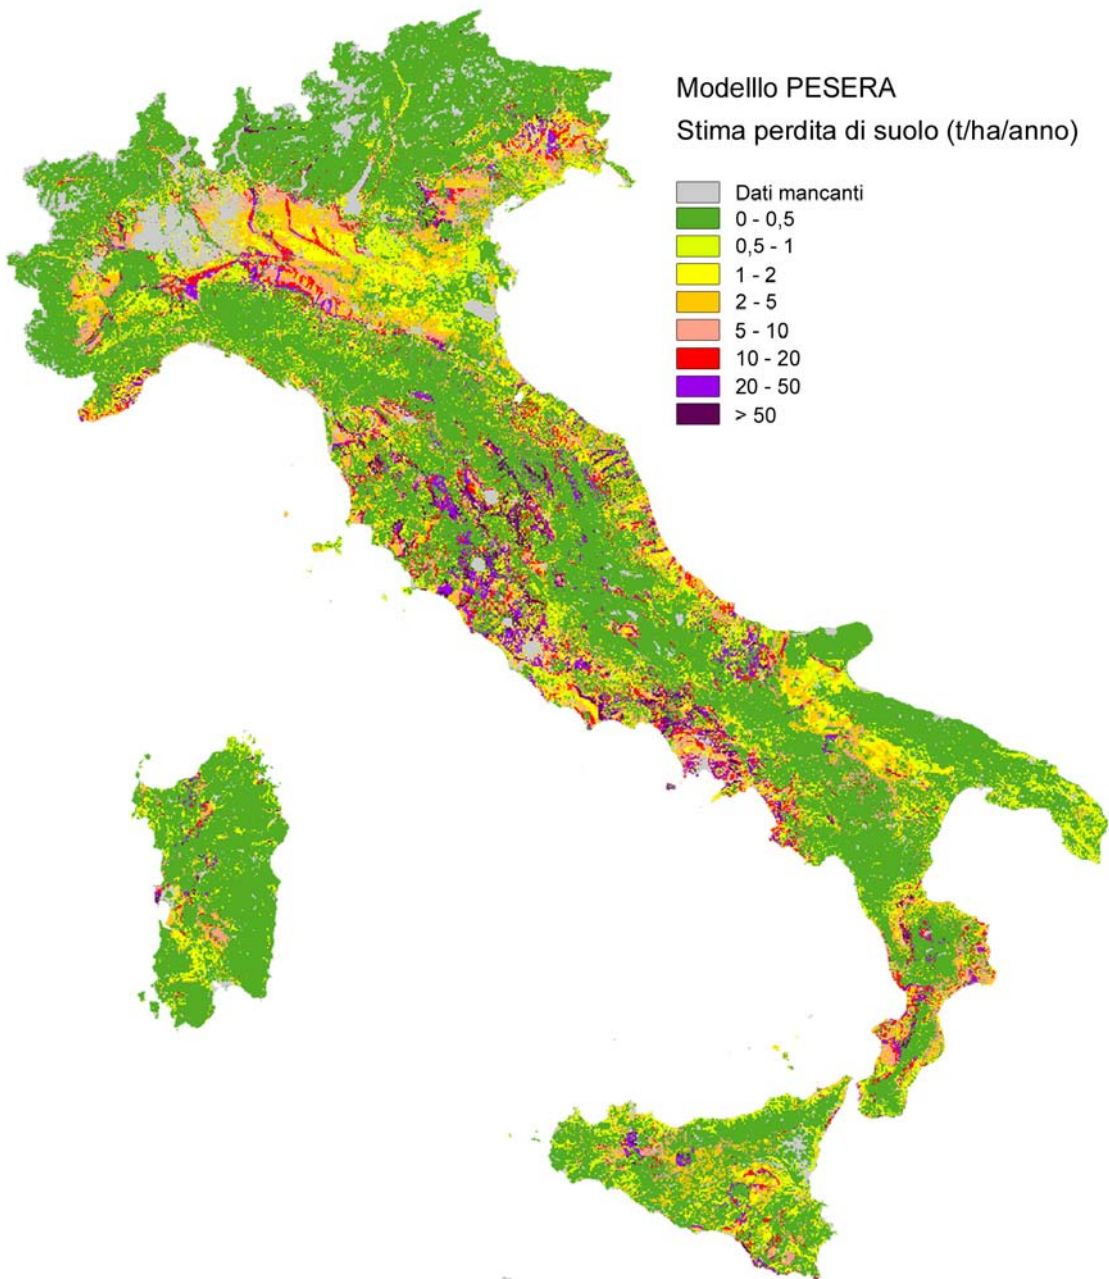 Modelllo PESERA
Stima perdita di suolo (t/ha/anno)
Dati mancanti
0 - 0,5
0,5 - 1
1 - 2
2 - 5
5 - 10
10 - 20
20 - 50
> 50